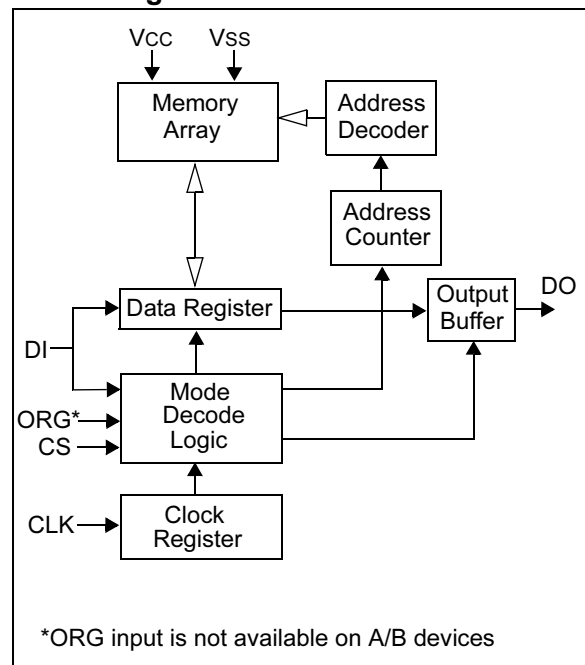 VCC
VSS
Memory
Array
Address
Decoder
Address
Counter
Data Register
Output
Buffer
DO
DI
Mode
Decode
Logic
ORG*
CS
CLK
Clock
Register
*ORG input is not available on A/B devices